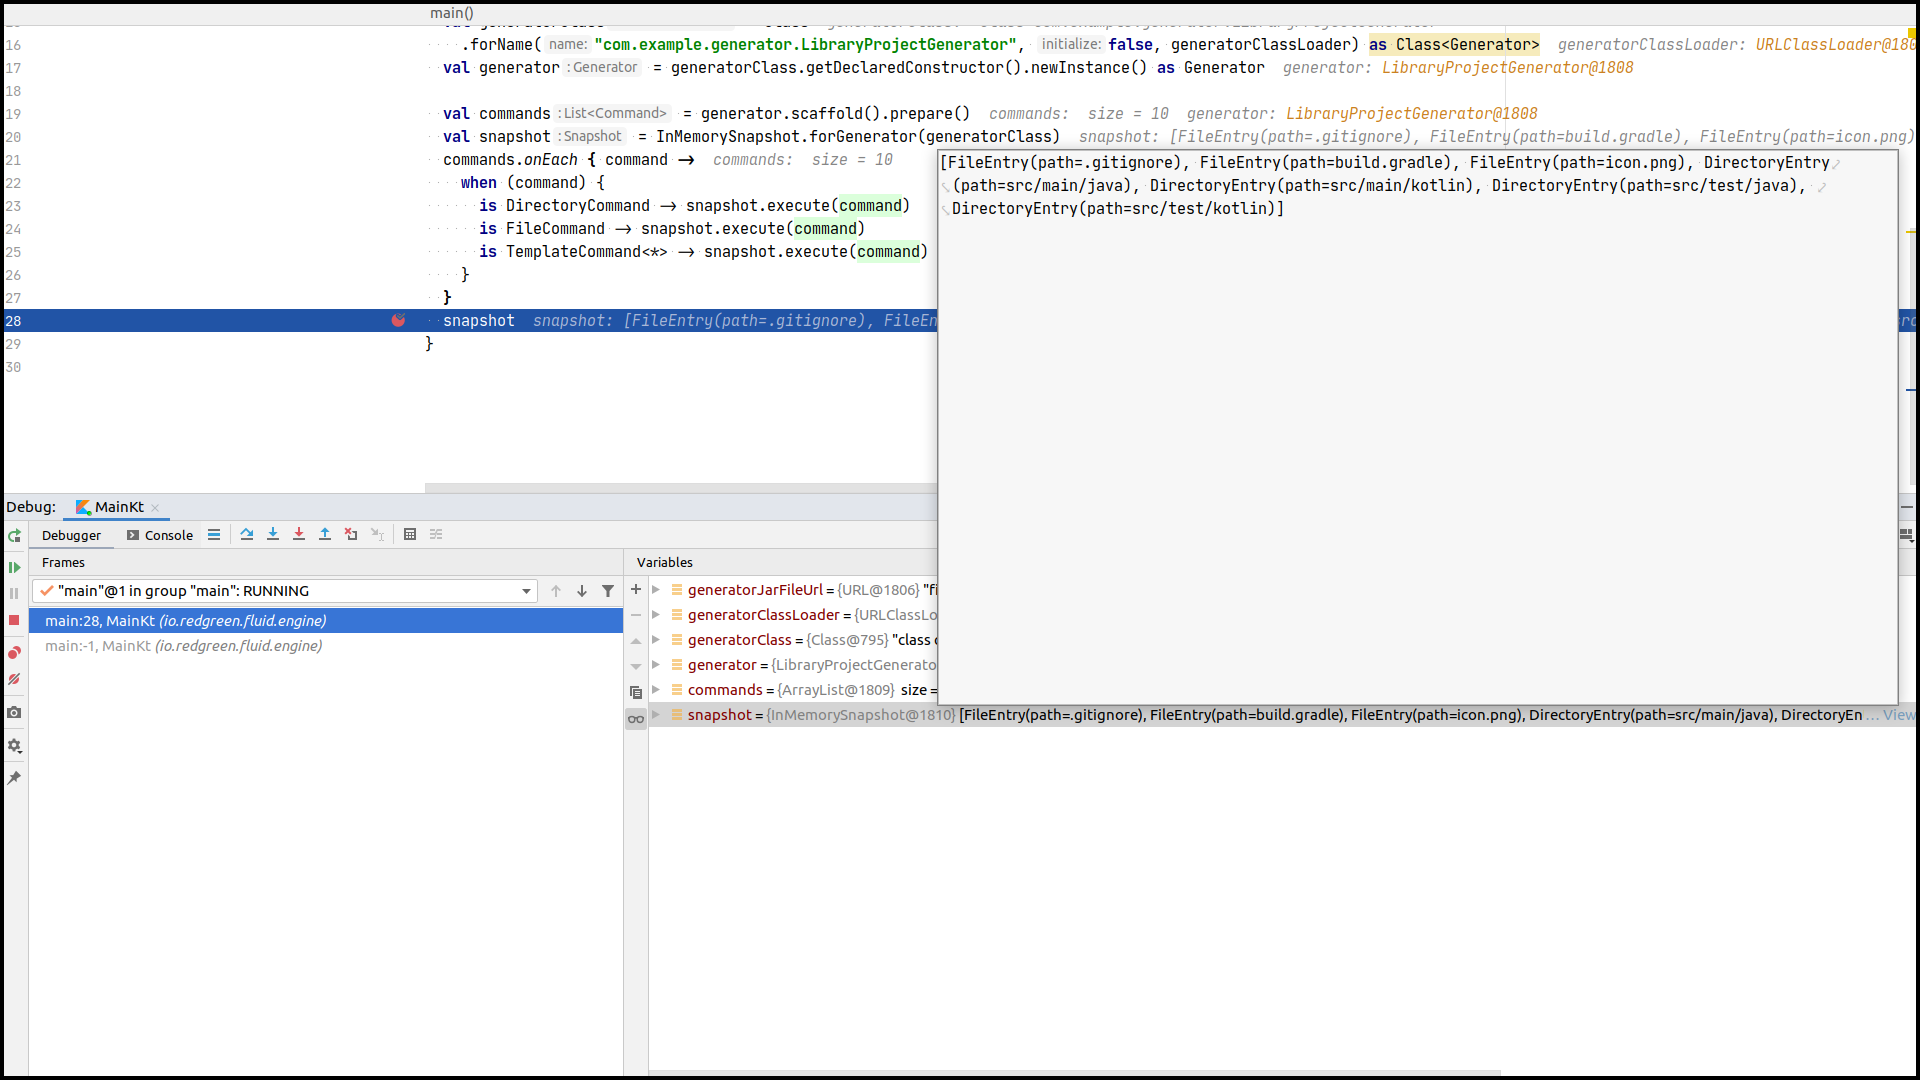 main()
16 .forName( name: "com.example.generator.LibraryProjectGenerator", initialize: false, generatorClassLoader) as Class<Generator> generatorClassLoader: URLClassLoader@180
17 val generator : Generator = generatorClass.getDeclaredConstructor().newInstance() as Generator generator: LibraryProjectGenerator@1808
18
19 val commands : List<Command> = generator.scaffold().prepare() commands: size = 10 generator: LibraryProjectGenerator@1808
20 val snapshot : Snapshot = InMemorySnapshot.forGenerator(generatorClass) snapshot: [FileEntry(path=.gitignore), FileEntry(path=build.gradle), FileEntry(path=icon.png)
21 commands.onEach { command → commands: size = 10
22 when (command) {
23 is DirectoryCommand → snapshot.execute(command)
24 is FileCommand → snapshot.execute(command)
25 is TemplateCommand<*> → snapshot.execute(command)
26 }
27 }
28 snapshot snapshot: [FileEntry(path=.gitignore), FileEn
29 }
30
[FileEntry(path=.gitignore), FileEntry(path=build.gradle), FileEntry(path=icon.png), DirectoryEntry
(path=src/main/java), DirectoryEntry(path=src/main/kotlin), DirectoryEntry(path=src/test/java),
DirectoryEntry(path=src/test/kotlin)]
Debug: MainKt
Debugger Console
Frames
"main"@1 in group "main": RUNNING
main:28, MainKt (io.redgreen.fluid.engine)
main:-1, MainKt (io.redgreen.fluid.engine)
Variables
generatorJarFileUrl = {URL@1806} "fi
generatorClassLoader = {URLClassLo
generatorClass = {Class@795} "class c
generator = {LibraryProjectGenerato
commands = {ArrayList@1809} size =
snapshot = {InMemorySnapshot@1810} [FileEntry(path=.gitignore), FileEntry(path=build.gradle), FileEntry(path=icon.png), DirectoryEntry(path=src/main/java), DirectoryEn ... View